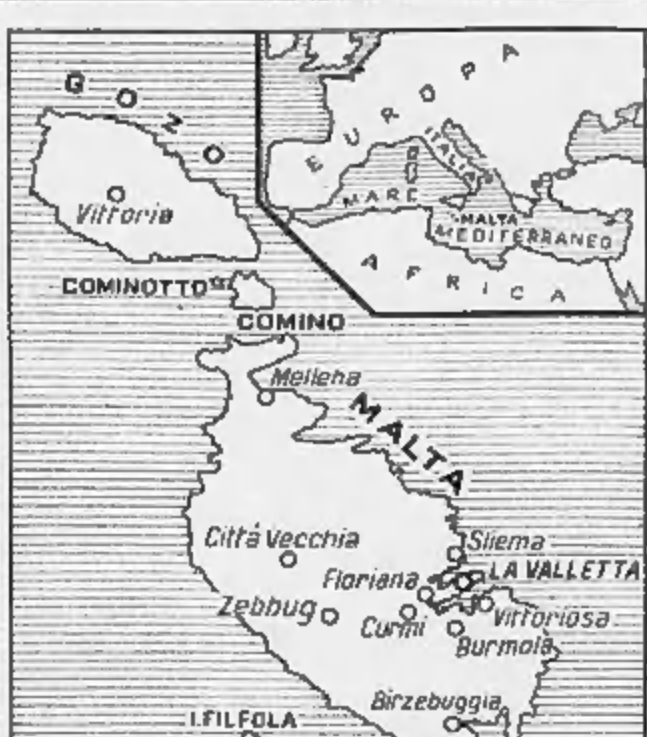 GOZO
Vittoria
COMINOTTO
COMINO
EUROPA
ITALIA
MARE
MALTA
MEDITERRANEO
AFRICA
Melleha
MALTA
Città Vecchia
Sliema
LA VALLETTA
Floriana
Zebbug
Curmi
Vittoriosa
Burmola
Birzebuggia
I.FILFOLA